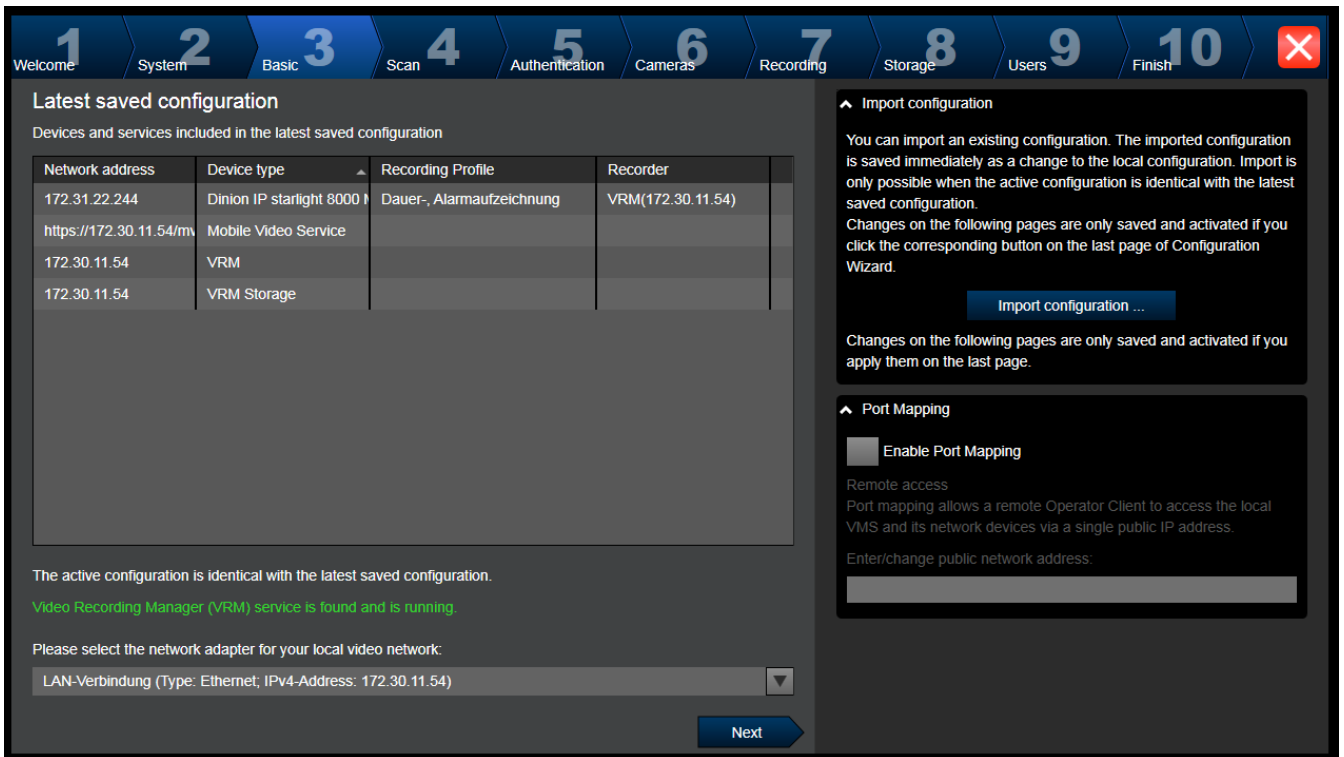 1 Welcome
2 System
3 Basic
4 Scan
5 Authentication
6 Cameras
7 Recording
8 Storage
9 Users
10 Finish
Latest saved configuration
Devices and services included in the latest saved configuration
Network address Device type Recording Profile Recorder
172.31.22.244 Dinion IP starlight 8000 Dauer-, Alarmaufzeichnung VRM(172.30.11.54)
https://172.30.11.54/mv Mobile Video Service
172.30.11.54 VRM
172.30.11.54 VRM Storage
The active configuration is identical with the latest saved configuration.
Video Recording Manager (VRM) service is found and is running.
Please select the network adapter for your local video network:
LAN-Verbindung (Type: Ethernet; IPv4-Address: 172.30.11.54)
Next
Import configuration
You can import an existing configuration. The imported configuration
is saved immediately as a change to the local configuration. Import is
only possible when the active configuration is identical with the latest
saved configuration.
Changes on the following pages are only saved and activated if you
click the corresponding button on the last page of Configuration
Wizard.
Import configuration ...
Changes on the following pages are only saved and activated if you
apply them on the last page.
Port Mapping
Enable Port Mapping
Remote access
Port mapping allows a remote Operator Client to access the local
VMS and its network devices via a single public IP address.
Enter/change public network address: